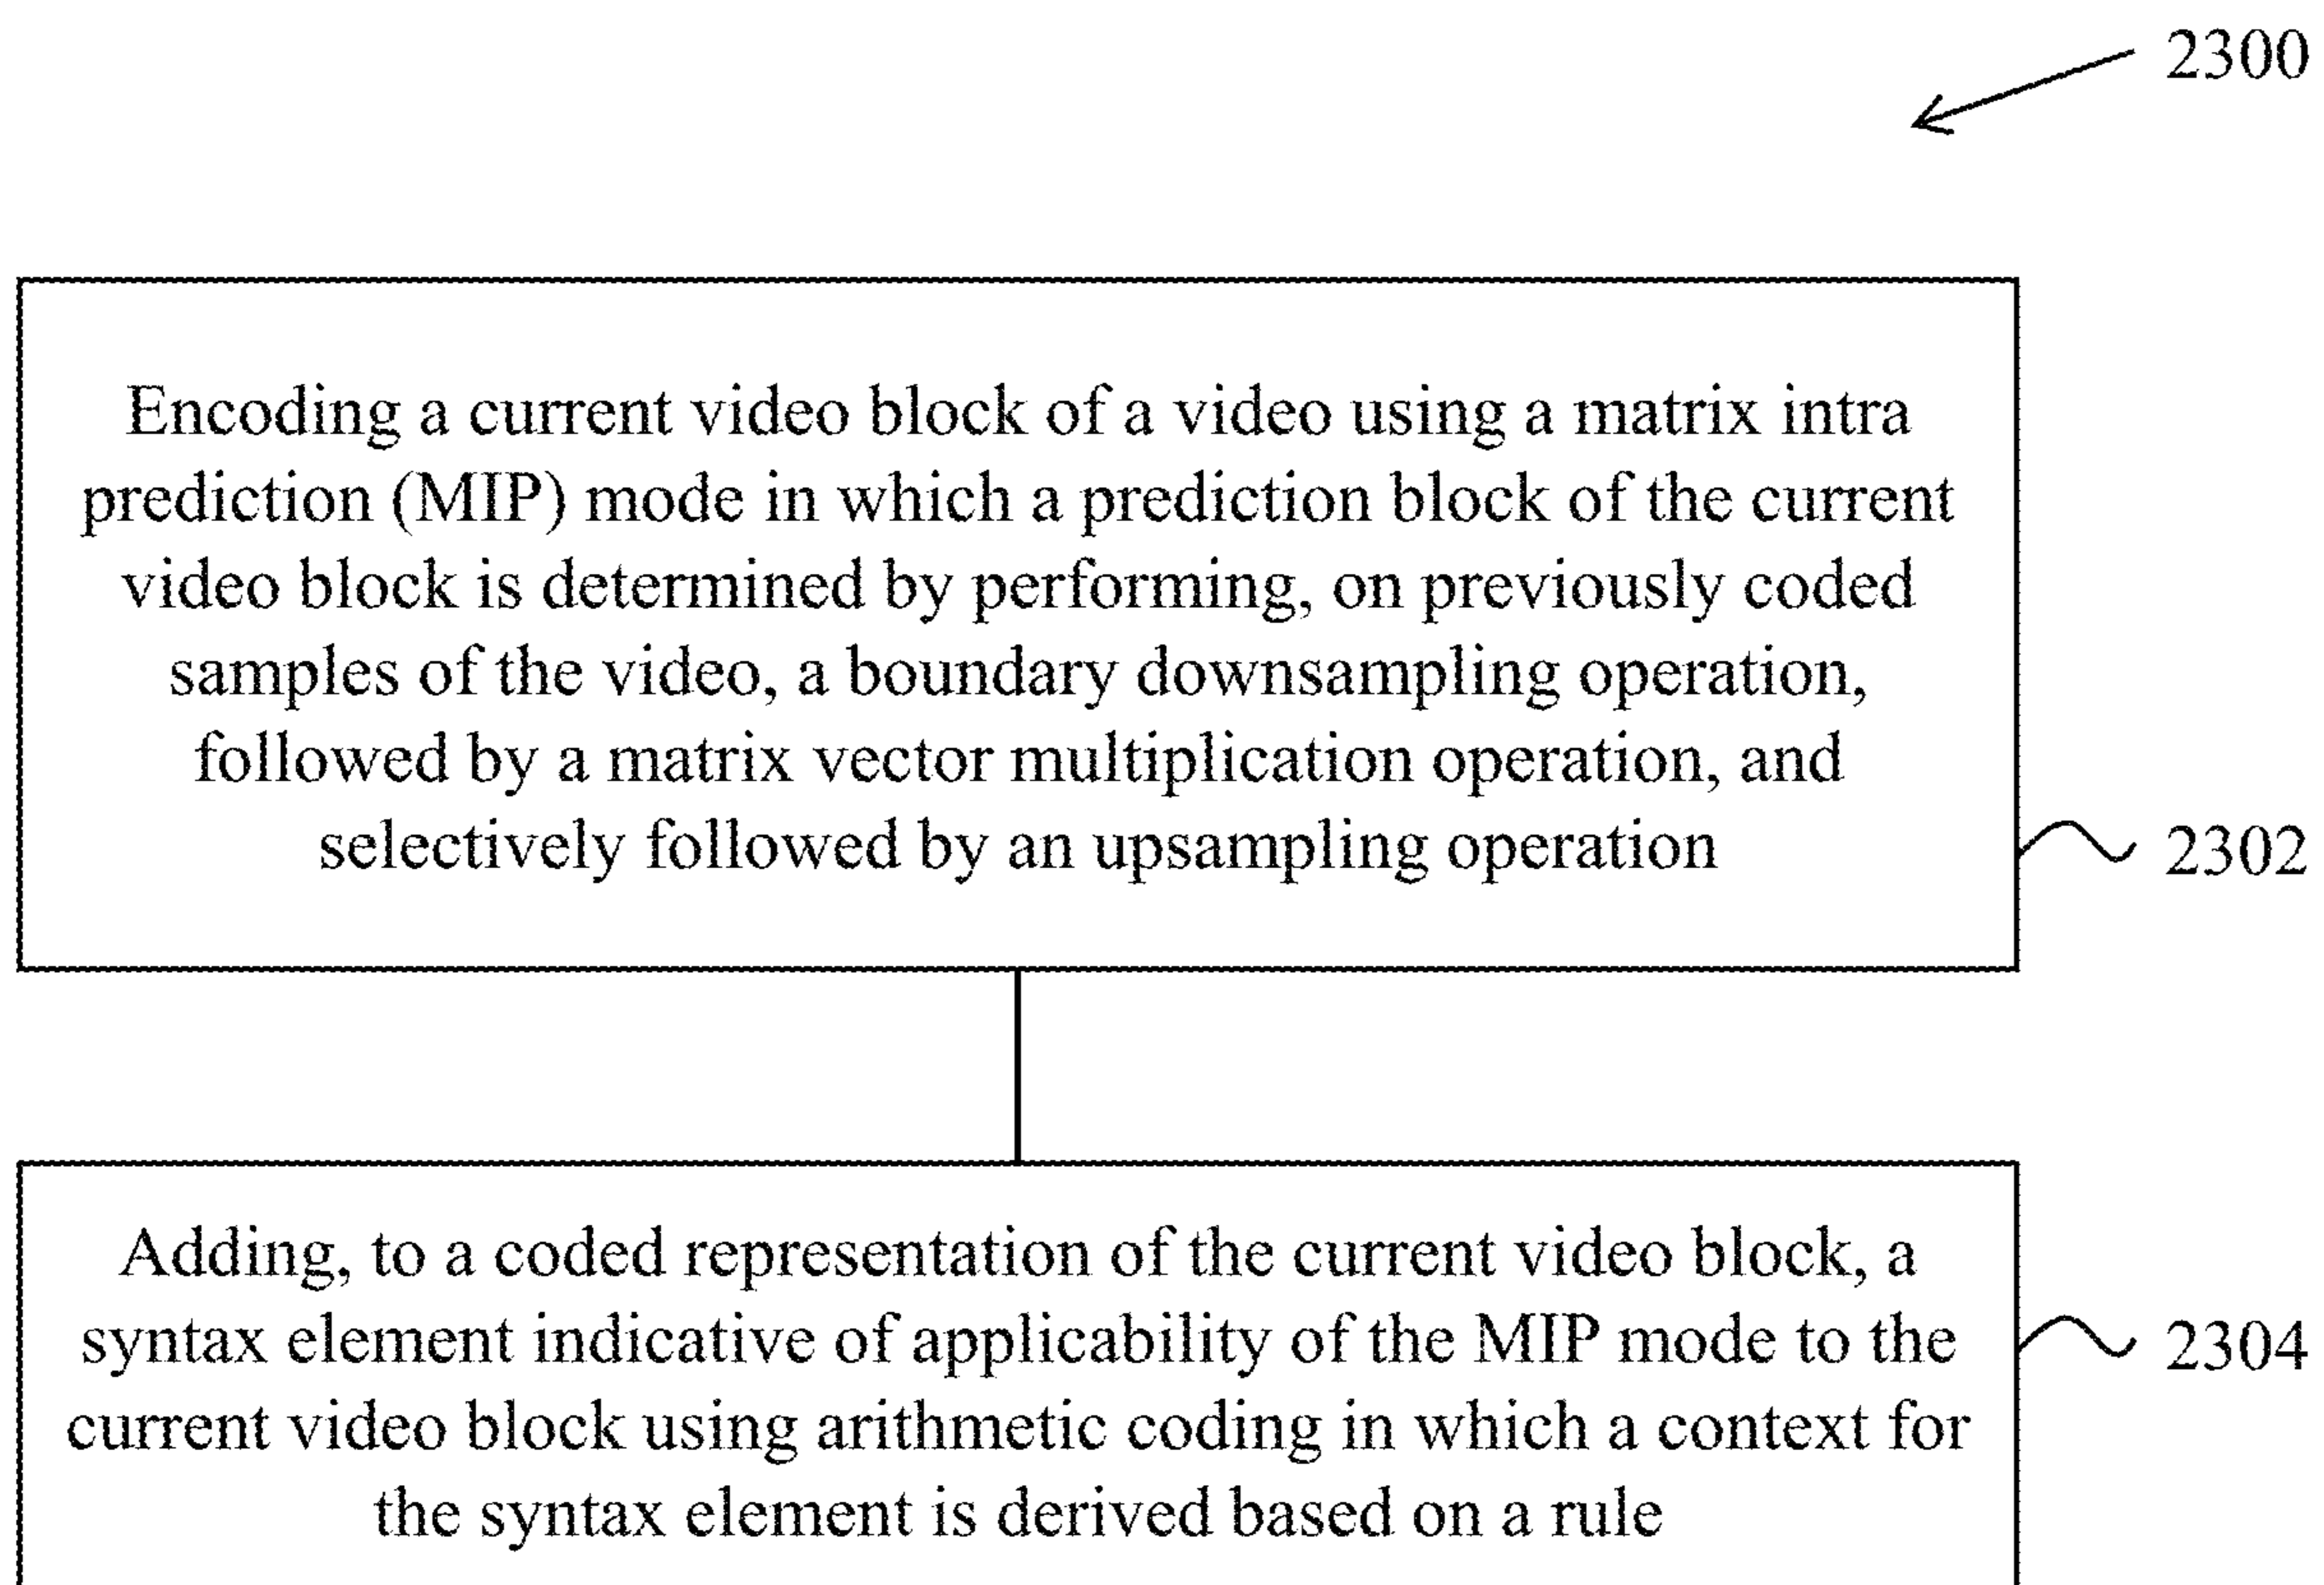 2300
Encoding a current video block of a video using a matrix intra
prediction (MIP) mode in which a prediction block of the current
video block is determined by performing, on previously coded
samples of the video, a boundary downsampling operation,
followed by a matrix vector multiplication operation, and
selectively followed by an upsampling operation
2302
Adding, to a coded representation of the current video block, a
syntax element indicative of applicability of the MIP mode to the
current video block using arithmetic coding in which a context for
the syntax element is derived based on a rule
2304